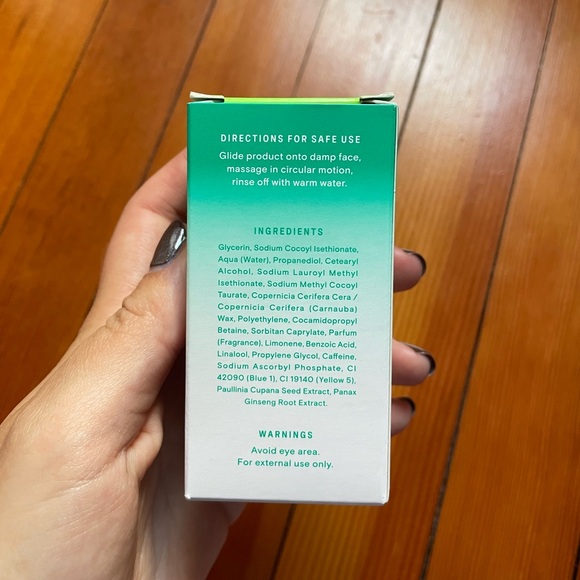 DIRECTIONS FOR SAFE USE
Glide product onto damp face,
massage in circular motion,
rinse off with warm water.
INGREDIENTS
Glycerin, Sodium Cocoyl Isethionate,
Aqua (Water), Propanediol, Cetearyl
Alcohol, Sodium Lauroyl Methyl
Isethionate, Sodium Methyl Cocoyl
Taurate, Copernicia Cerifera Cera /
Copernicia Cerifera (Carnauba)
Wax, Polyethylene, Cocamidopropyl
Betaine, Sorbitan Caprylate, Parfum
(Fragrance), Limonene, Benzoic Acid,
Linalool, Propylene Glycol, Caffeine,
Sodium Ascorbyl Phosphate, CI
42090 (Blue 1), CI 19140 (Yellow 5),
Paullinia Cupana Seed Extract, Panax
Ginseng Root Extract.
WARNINGS
Avoid eye area.
For external use only.